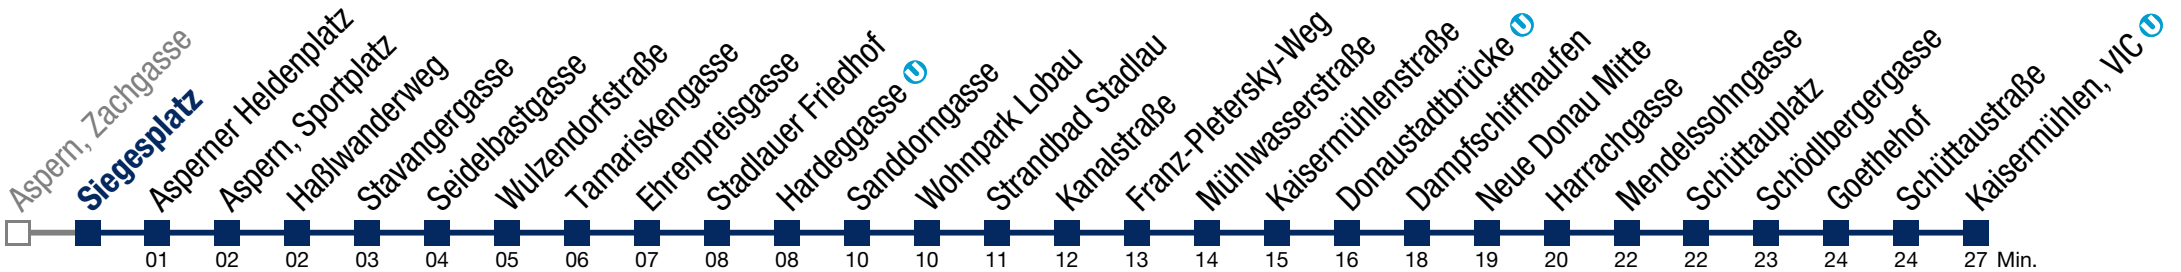 Aspern, Zachgasse
Siegesplatz
Asperner Heldenplatz
Aspern, Sportplatz
Haßlwanderweg
Stavangergasse
Seidelbastgasse
Wulzendorfstraße
Tamariskengasse
Ehrenpreisgasse
Stadlauer Friedhof
Hardeggasse U
Sanddorngasse
Wohnpark Lobau
Strandbad Stadlau
Kanalstraße
Franz-Pletersky-Weg
Mühlwasserstraße
Kaisermühlenstraße
Donaustadtbrücke U
Dampfschiffhaufen
Neue Donau Mitte
Harrachgasse
Mendelssohngasse
Schüttauplatz
Schödlbergergasse
Goethehof
Schüttaustraße
Kaisermühlen, VIC U
01 02 02 03 04 05 06 07 08 08 10 10 11 12 13 14 15 16 18 19 20 22 22 23 24 24 27 Min.